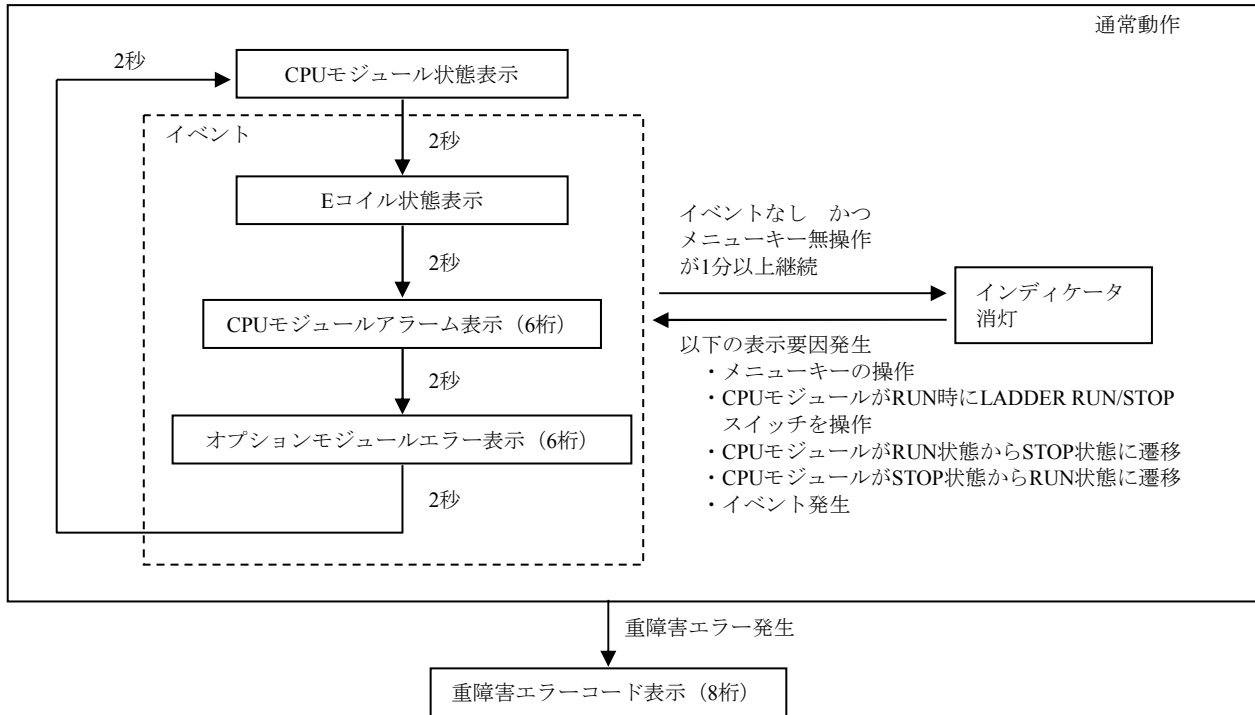 通常動作
2秒
CPUモジュール状態表示
イベント
2秒
Eコイル状態表示
2秒
CPUモジュールアラーム表示（6桁）
2秒
オプションモジュールエラー表示（6桁）
2秒
イベントなし　かつ
メニューキー無操作
が1分以上継続
インディケータ
消灯
以下の表示要因発生
・メニューキーの操作
・CPUモジュールがRUN時にLADDER RUN/STOP
スイッチを操作
・CPUモジュールがRUN状態からSTOP状態に遷移
・CPUモジュールがSTOP状態からRUN状態に遷移
・イベント発生
重障害エラー発生
重障害エラーコード表示（8桁）